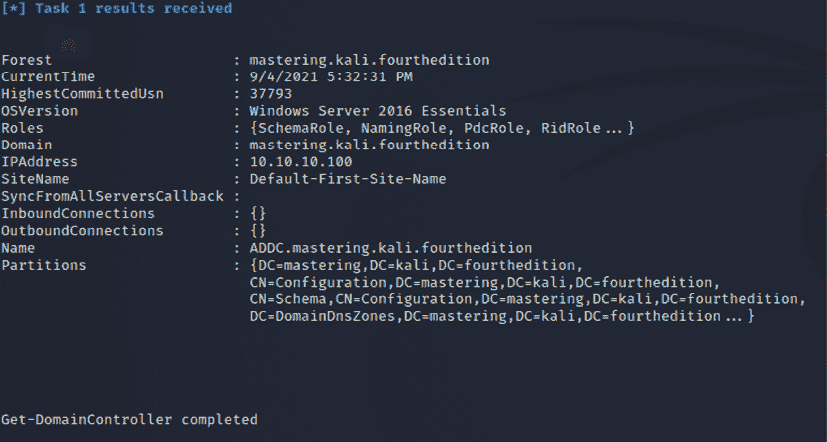 [*] Task 1 results received
Forest : mastering.kali.fourthedition
CurrentTime : 9/4/2021 5:32:31 PM
HighestCommittedUsn : 37793
OSVersion : Windows Server 2016 Essentials
Roles : {SchemaRole, NamingRole, PdcRole, RidRole...}
Domain : mastering.kali.fourthedition
IPAddress : 10.10.10.100
SiteName : Default-First-Site-Name
SyncFromAllServersCallback :
InboundConnections : {}
OutboundConnections : {}
Name : ADDC.mastering.kali.fourthedition
Partitions : {DC=mastering,DC=kali,DC=fourthedition,
CN=Configuration,DC=mastering,DC=kali,DC=fourthedition,
CN=Schema,CN=Configuration,DC=mastering,DC=kali,DC=fourthedition,
DC=DomainDnsZones,DC=mastering,DC=kali,DC=fourthedition...}
Get-DomainController completed